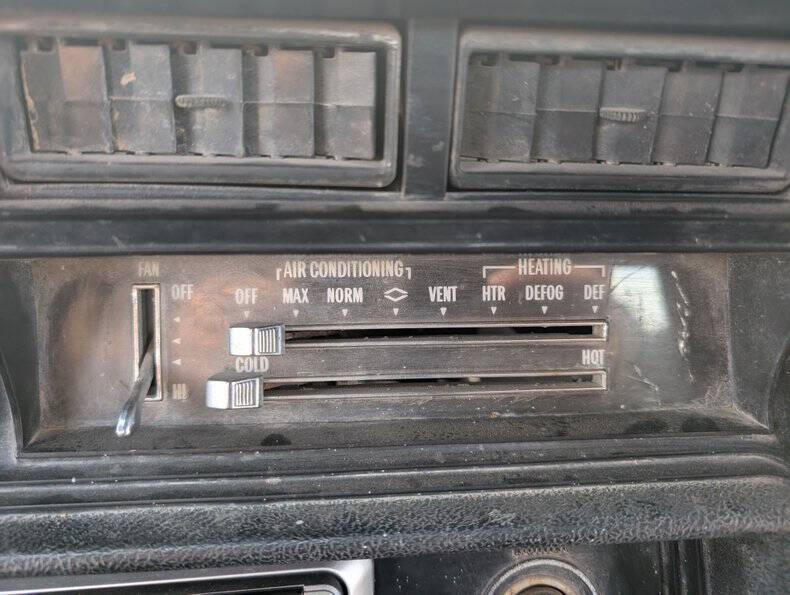 FAN
OFF
HI
AIR CONDITIONING
HEATING
OFF MAX NORM VENT HTR DEFOG DEF
COLD HOT